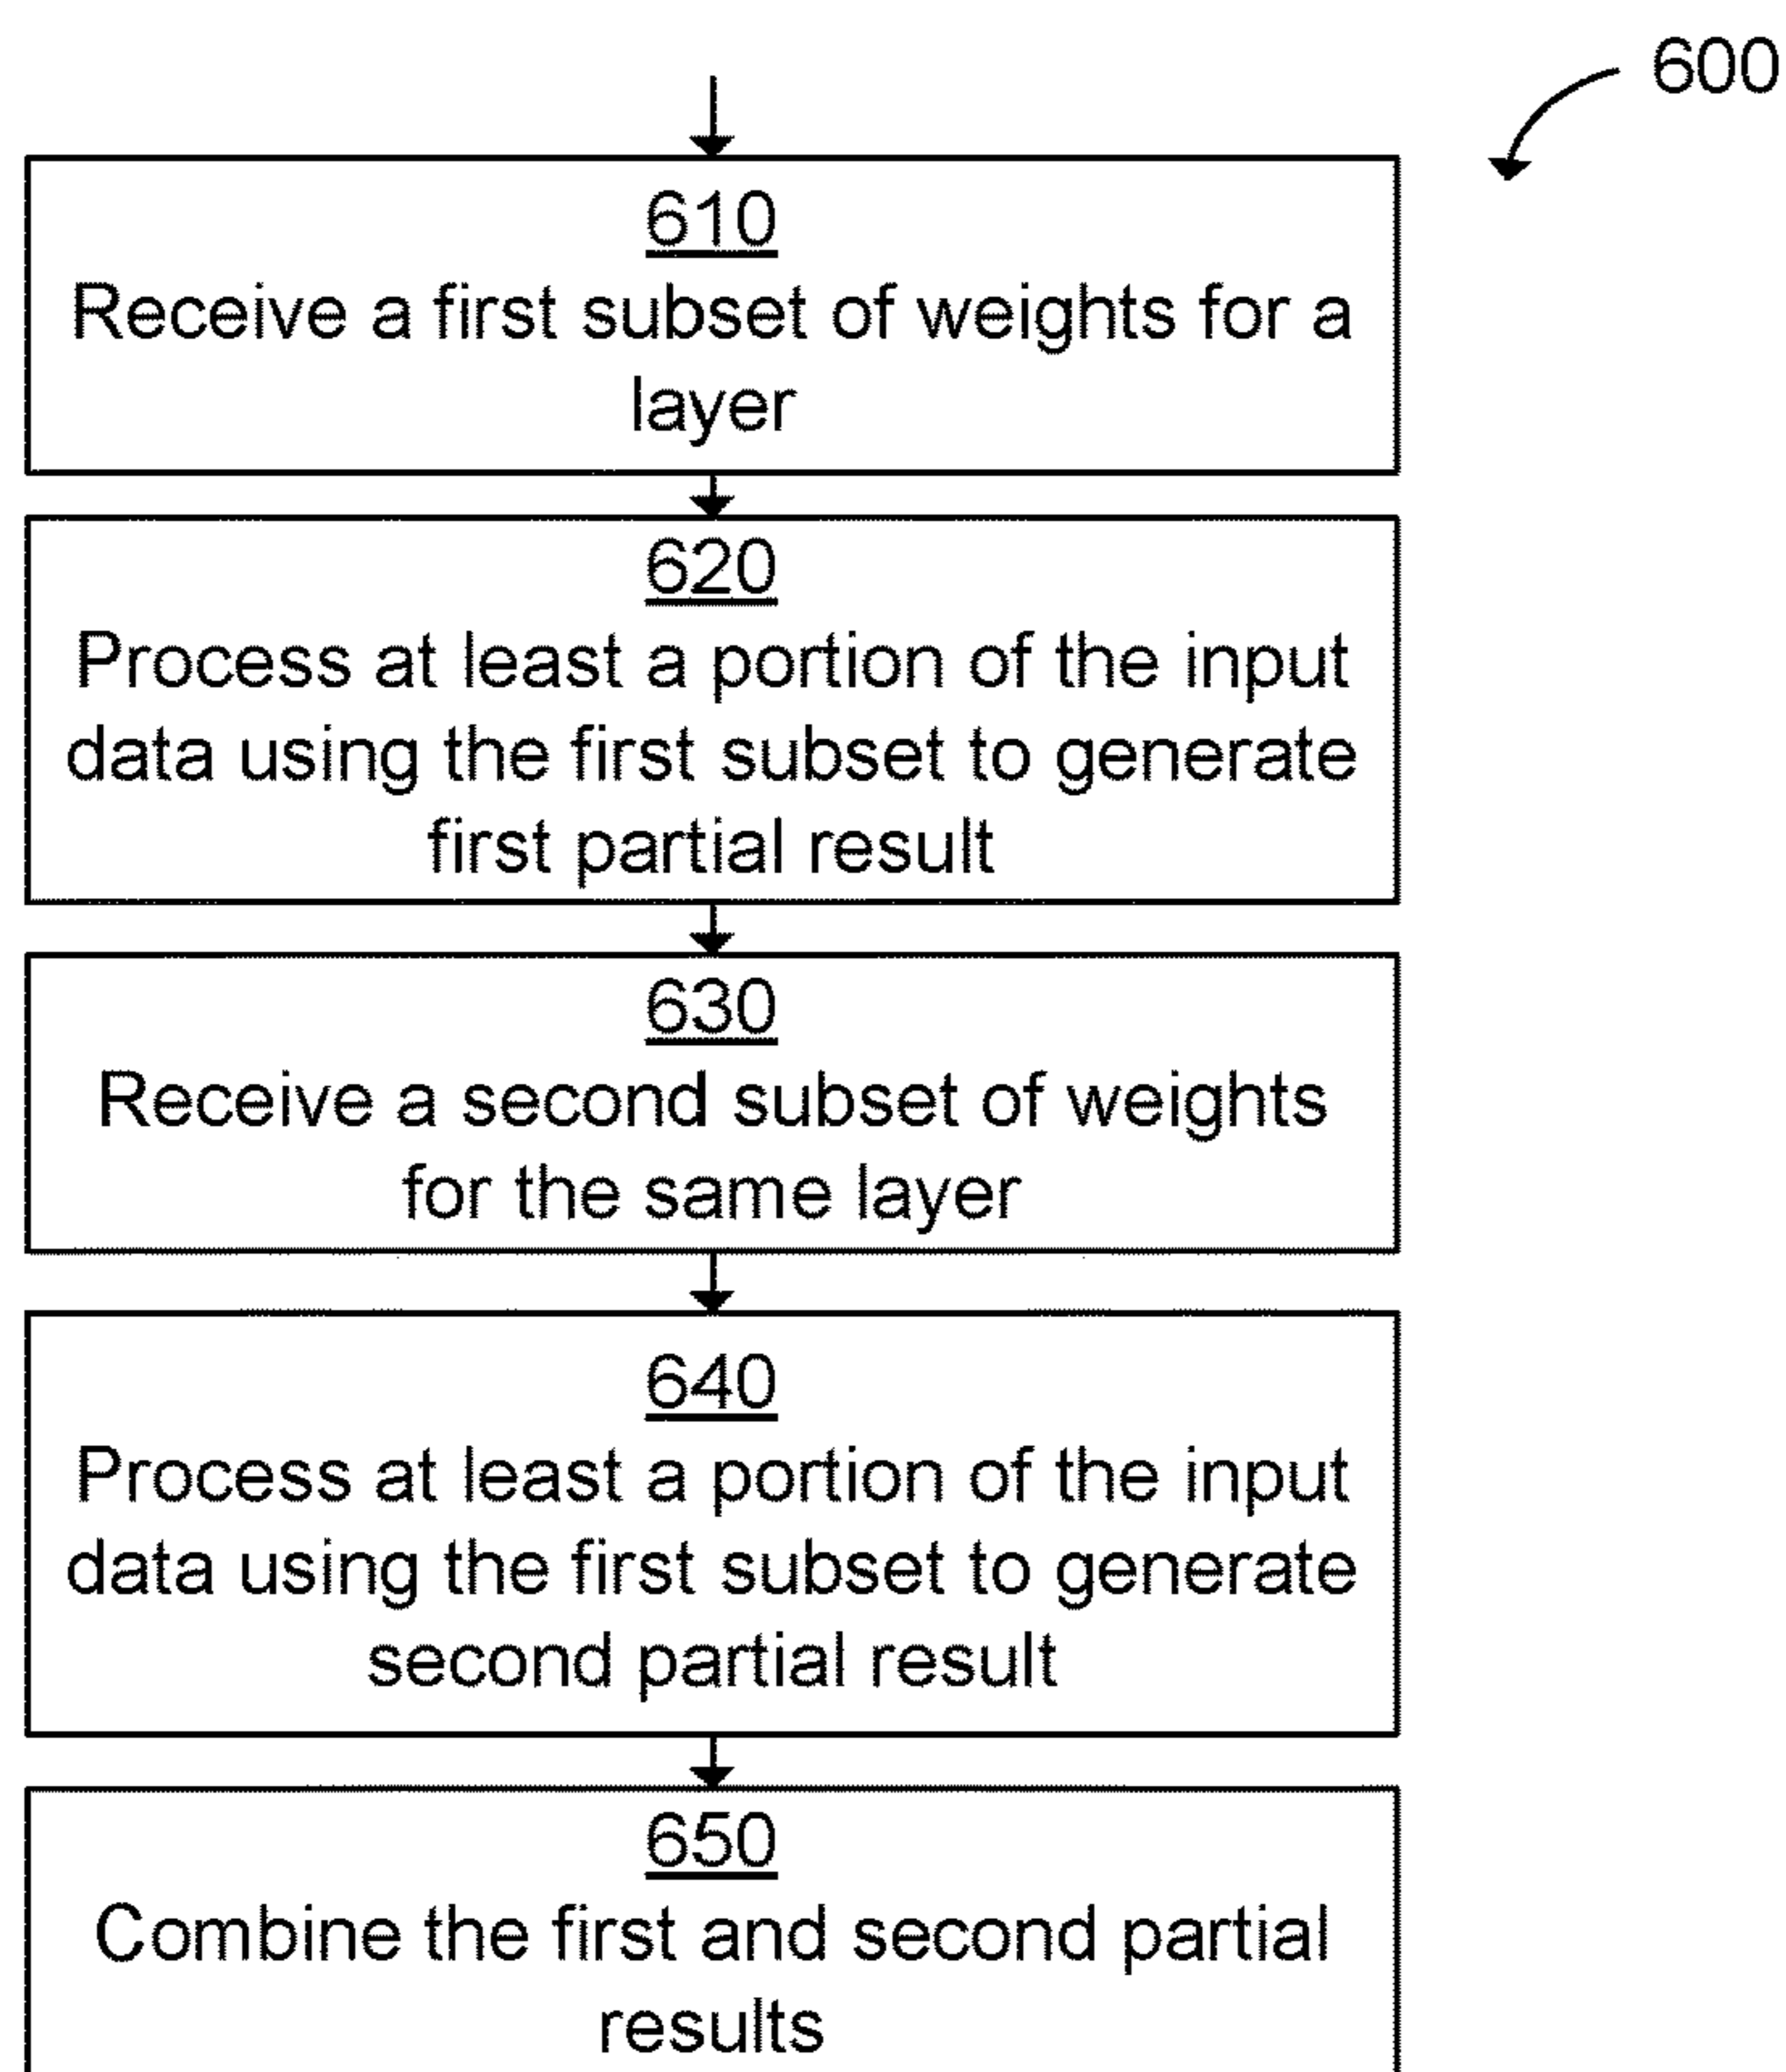 600
610
Receive a first subset of weights for a
layer
620
Process at least a portion of the input
data using the first subset to generate
first partial result
630
Receive a second subset of weights
for the same layer
640
Process at least a portion of the input
data using the first subset to generate
second partial result
650
Combine the first and second partial
results